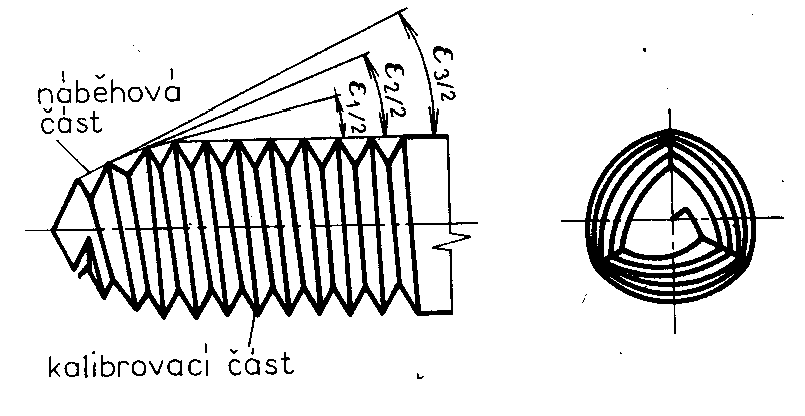 náběhová
část
ε1/2
ε2/2
ε3/2
kalibrovací část